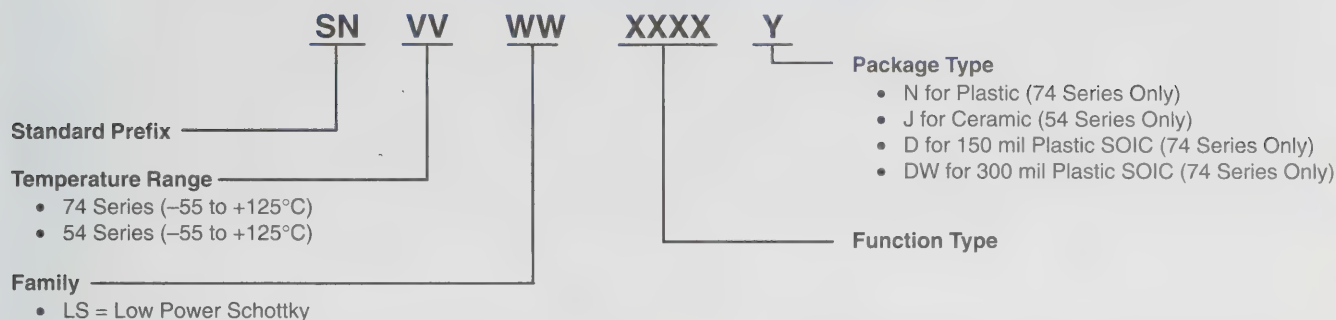 SN VV WW XXXX Y
Standard Prefix
Temperature Range
• 74 Series (–55 to +125°C)
• 54 Series (–55 to +125°C)
Family
• LS = Low Power Schottky
Package Type
• N for Plastic (74 Series Only)
• J for Ceramic (54 Series Only)
• D for 150 mil Plastic SOIC (74 Series Only)
• DW for 300 mil Plastic SOIC (74 Series Only)
Function Type